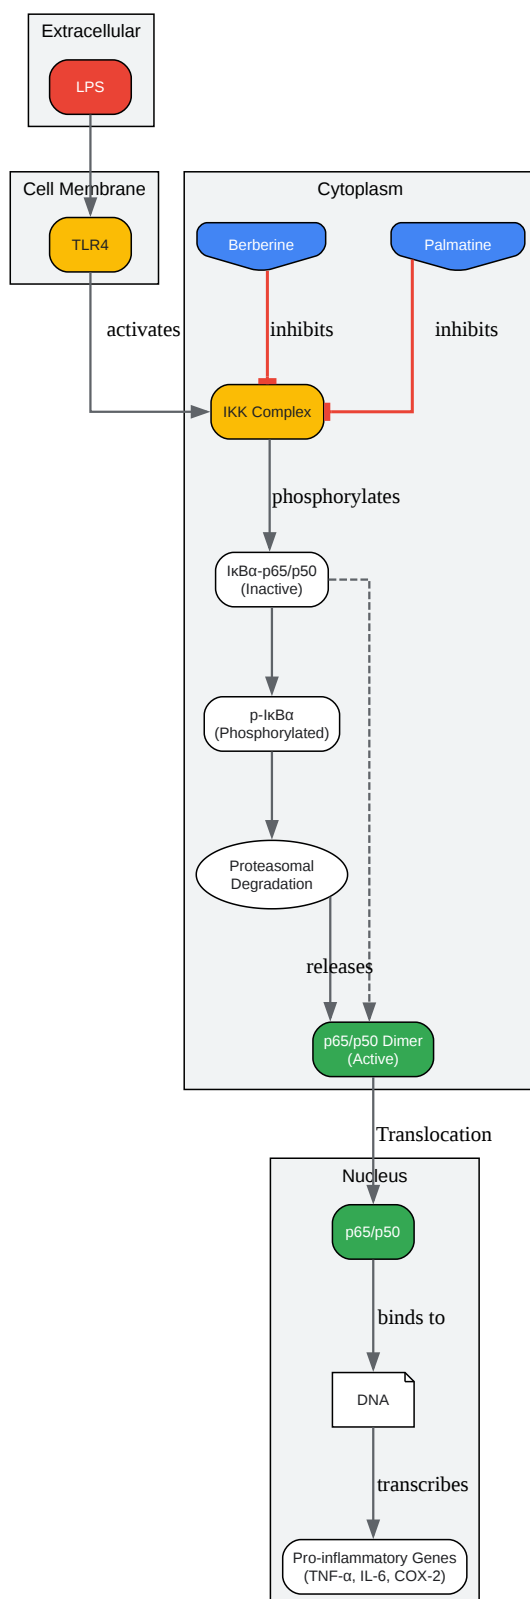 Extracellular
LPS
Cell Membrane
TLR4
Cytoplasm
Berberine
Palmatine
activates
inhibits
inhibits
IKK Complex
phosphorylates
IκBα-p65/p50
(Inactive)
p-IκBα
(Phosphorylated)
Proteasomal
Degradation
releases
p65/p50 Dimer
(Active)
Translocation
Nucleus
p65/p50
binds to
DNA
transcribes
Pro-inflammatory Genes
(TNF-α, IL-6, COX-2)